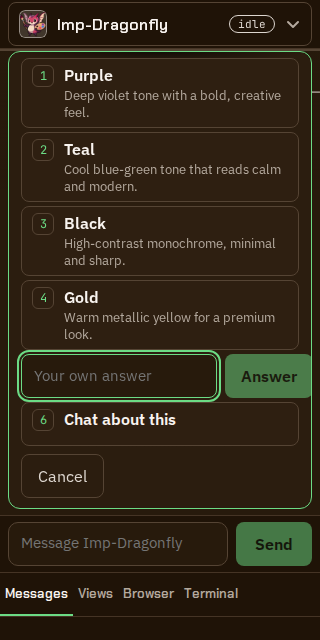 Imp-Dragonfly
idle
1
Purple
Deep violet tone with a bold, creative
feel.
2
Teal
Cool blue-green tone that reads calm
and modern.
3
Black
High-contrast monochrome, minimal
and sharp.
4
Gold
Warm metallic yellow for a premium
look.
Your own answer
Answer
6
Chat about this
Cancel
Message Imp-Dragonfly
Send
Messages Views Browser Terminal